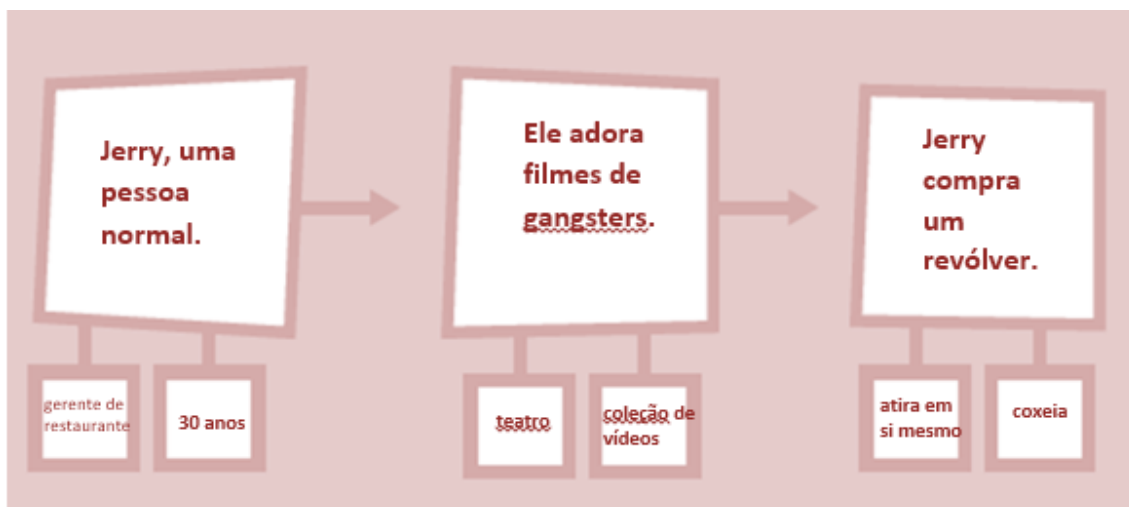 Jerry, uma
pessoa
normal.
gerente de
restaurante
30 anos
Ele adora
filmes de
gangsters.
teatro
coleção de
vídeos
Jerry
compra
um
revólver.
atira em
si mesmo
coxeia